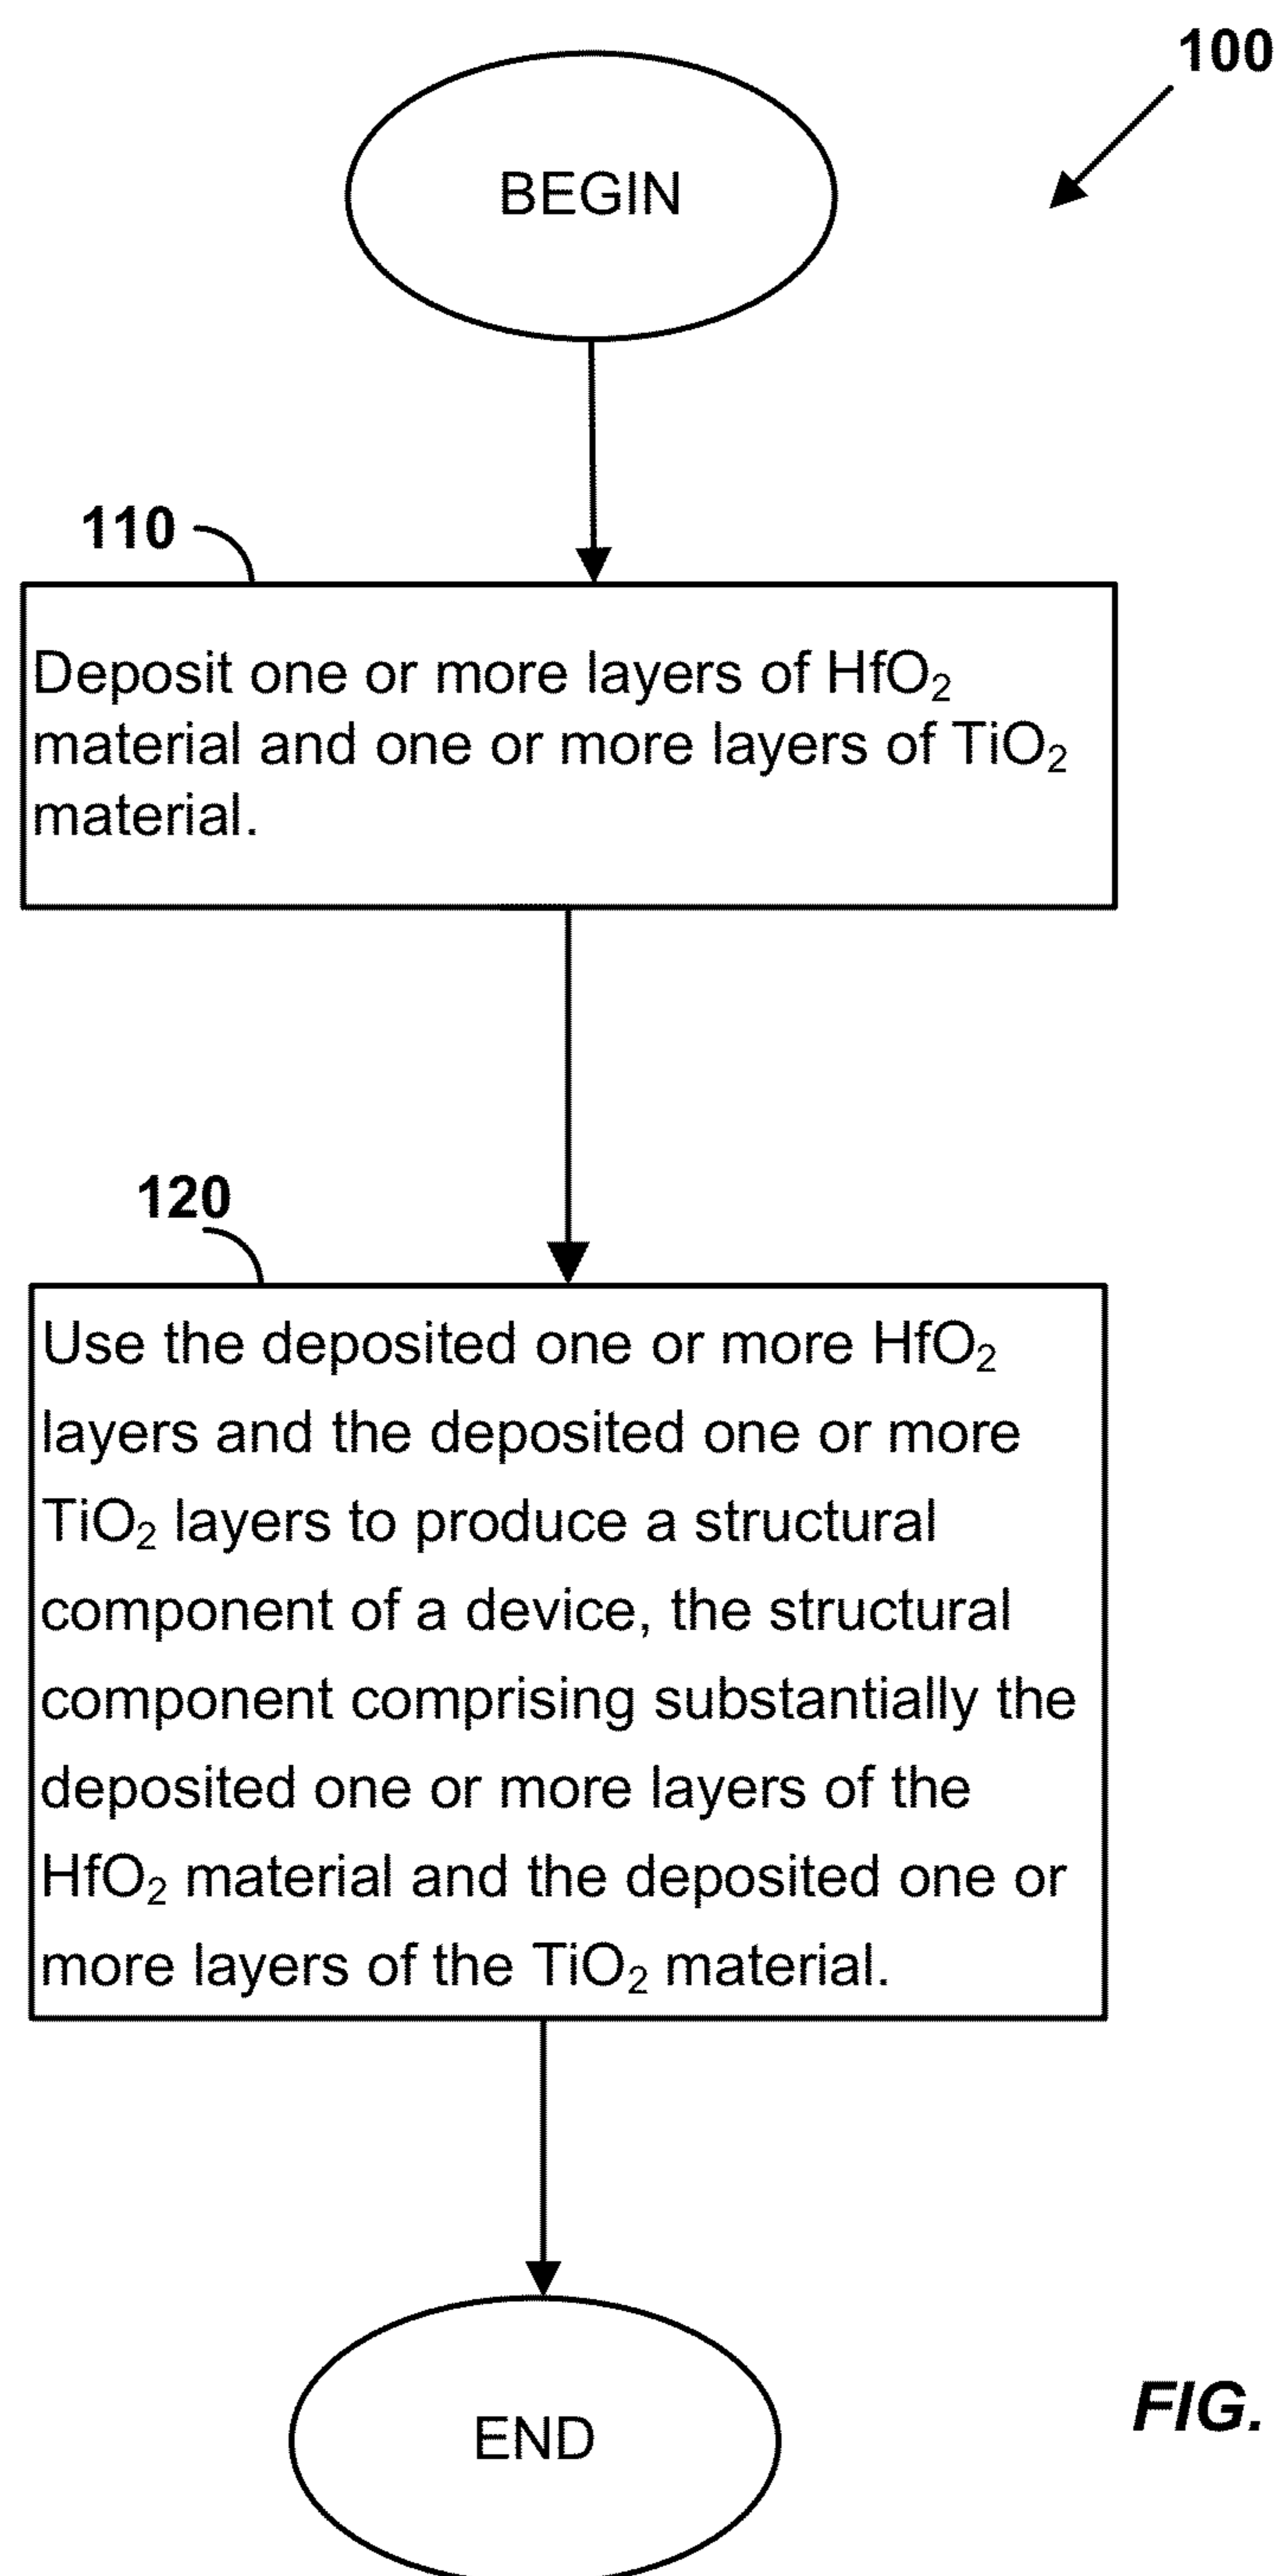 100
BEGIN
110
Deposit one or more layers of HfO₂
material and one or more layers of TiO₂
material.
120
Use the deposited one or more HfO₂
layers and the deposited one or more
TiO₂ layers to produce a structural
component of a device, the structural
component comprising substantially the
deposited one or more layers of the
HfO₂ material and the deposited one or
more layers of the TiO₂ material.
END
FIG.